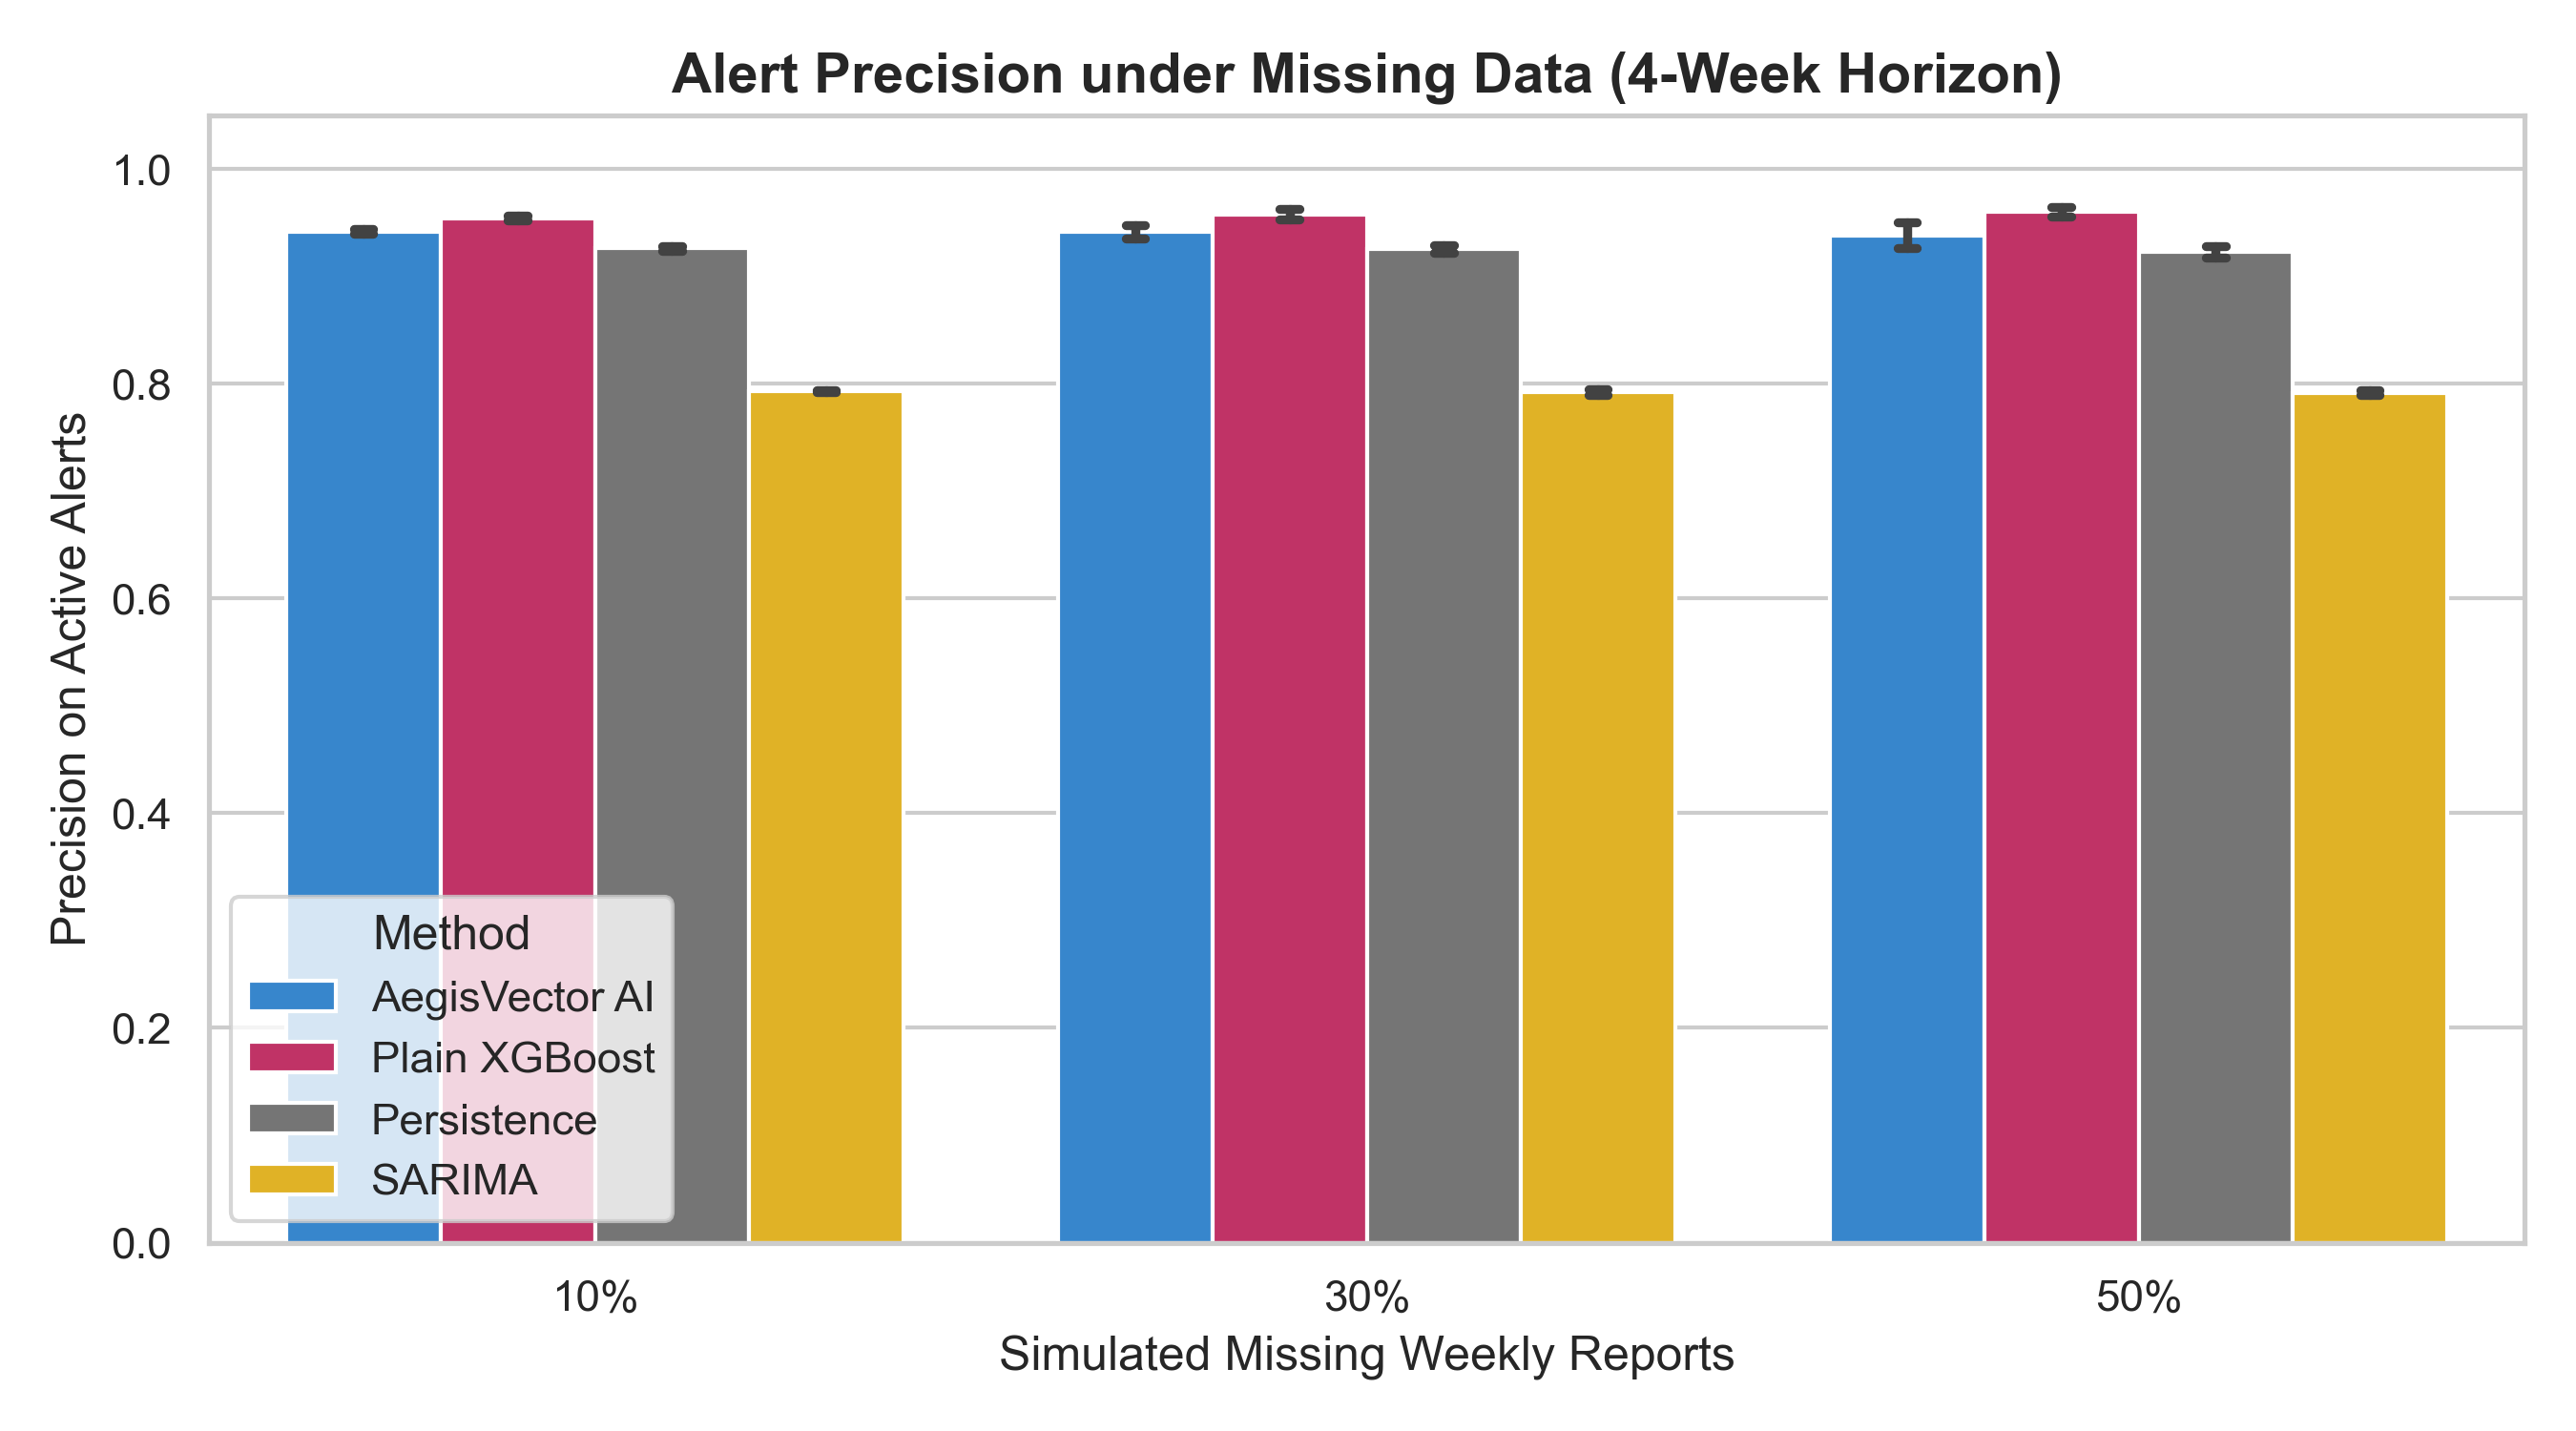 Alert Precision under Missing Data (4-Week Horizon)
Precision on Active Alerts
1.0
0.8
0.6
0.4
0.2
0.0
Method
AegisVector AI
Plain XGBoost
Persistence
SARIMA
10%
30%
50%
Simulated Missing Weekly Reports